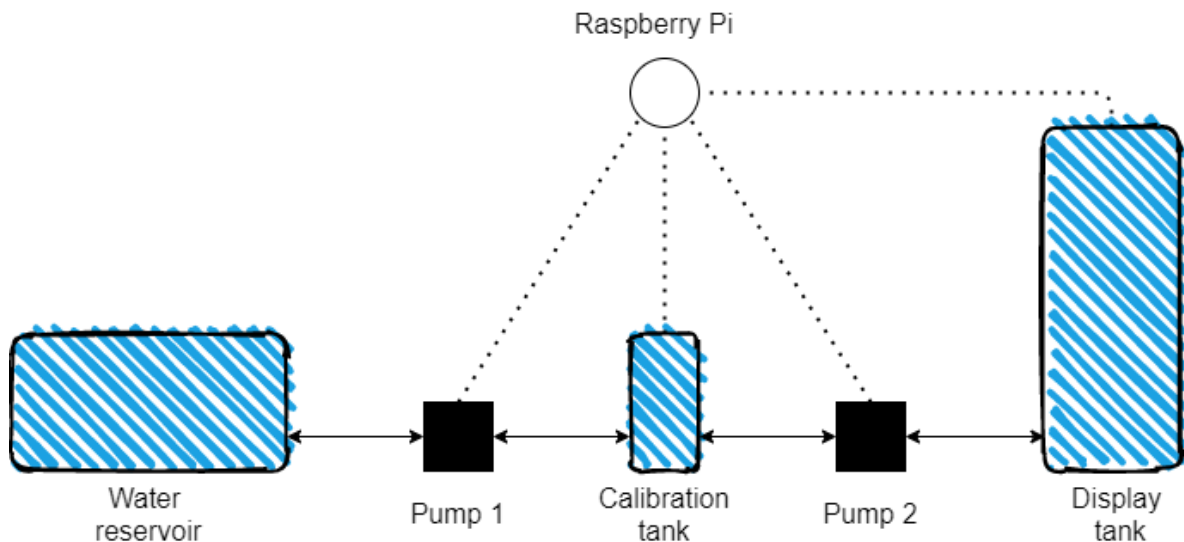 Raspberry Pi
Water
reservoir
Pump 1
Calibration
tank
Pump 2
Display
tank